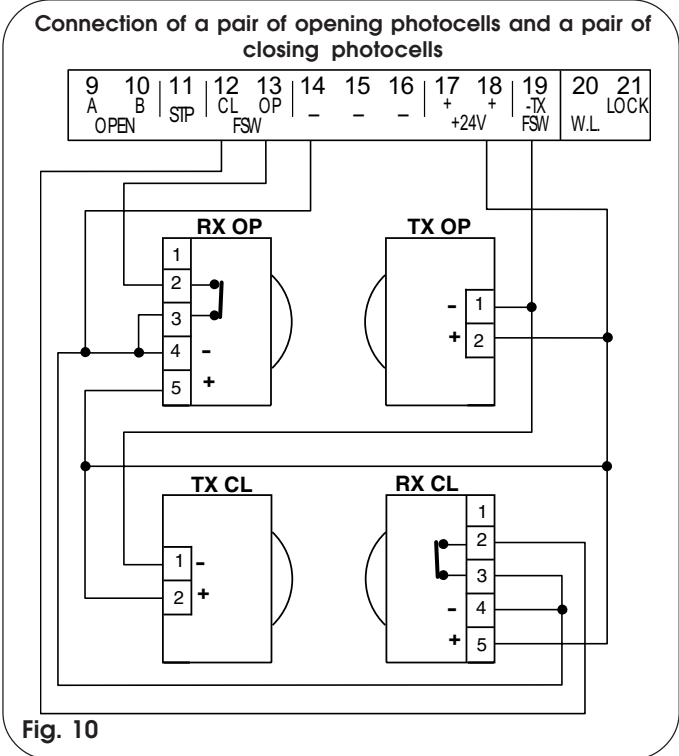 Connection of a pair of opening photocells and a pair of
closing photocells
9 10 11 12 13 14 15 16 17 18 19 20 21
A B STP CL OP – – – + + -TX W.L. LOCK
OPEN FSW +24V FSW
RX OP TX OP
1
2
3
4 -
5 +
- 1
+ 2
TX CL RX CL
1 -
2 +
1
2
3
- 4
+ 5
Fig. 10